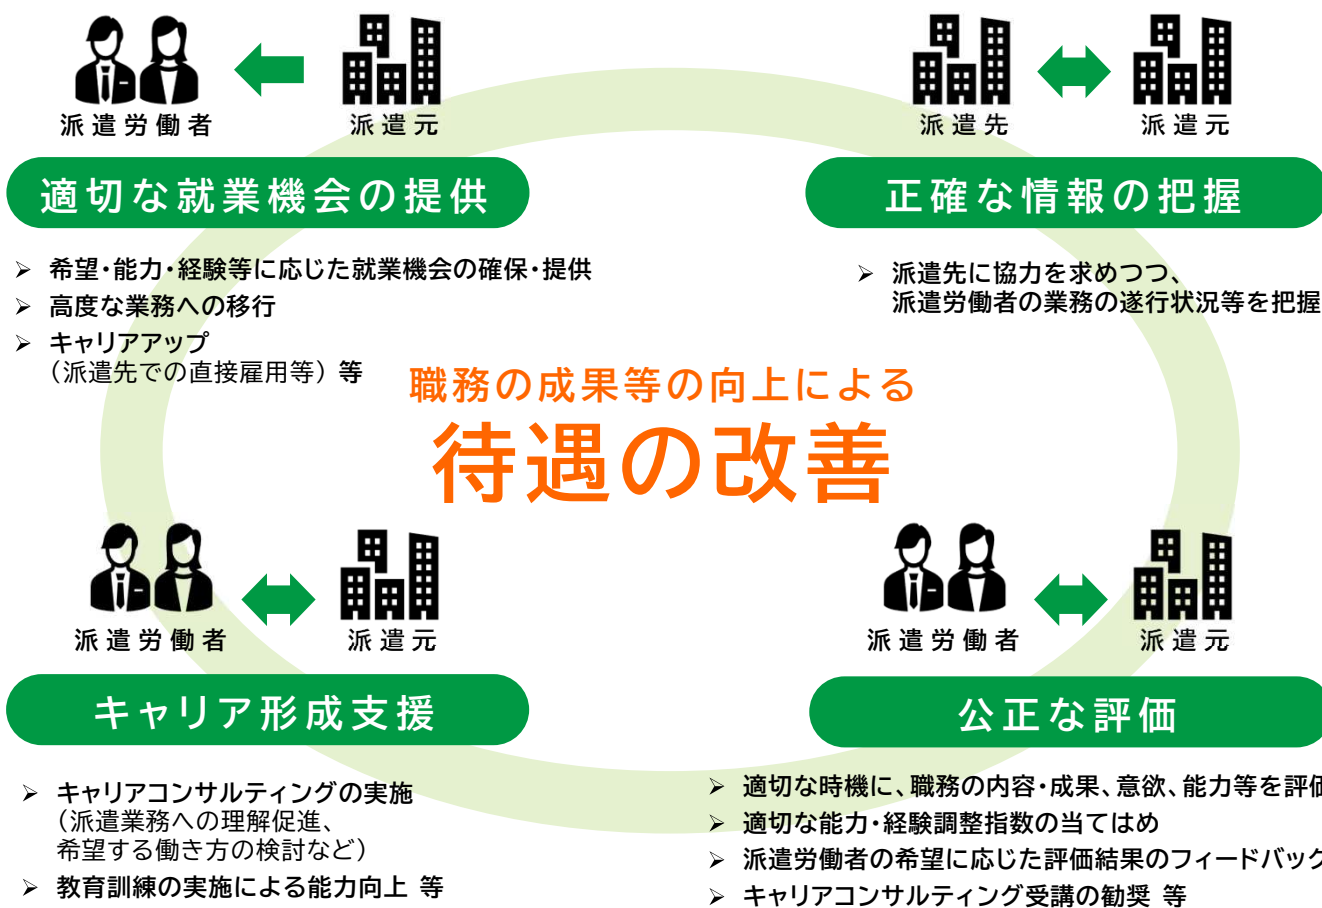 派遣労働者
派遣元
適切な就業機会の提供
➢ 希望・能力・経験等に応じた就業機会の確保・提供
➢ 高度な業務への移行
➢ キャリアアップ
（派遣先での直接雇用等）等
派遣先
派遣元
正確な情報の把握
➢ 派遣先に協力を求めつつ、
派遣労働者の業務の遂行状況等を把握
職務の成果等の向上による
待遇の改善
派遣労働者
派遣元
キャリア形成支援
➢ キャリアコンサルティングの実施
（派遣業務への理解促進、
希望する働き方の検討など）
➢ 教育訓練の実施による能力向上 等
派遣労働者
派遣元
公正な評価
➢ 適切な時機に、職務の内容・成果、意欲、能力等を評価
➢ 適切な能力・経験調整指数の当てはめ
➢ 派遣労働者の希望に応じた評価結果のフィードバック
➢ キャリアコンサルティング受講の勧奨 等